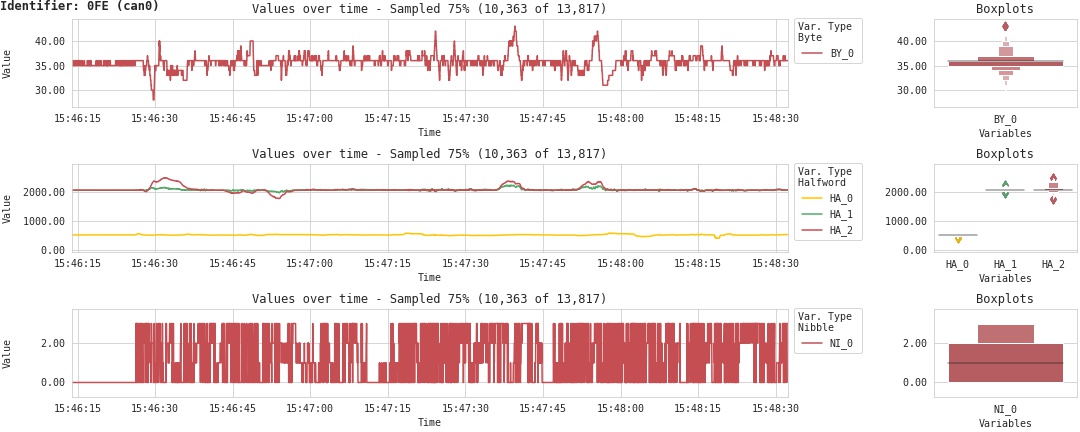 Identifier: 0FE (can0)
Values over time - Sampled 75% (10,363 of 13,817)
Boxplots
Value
40.00
35.00
30.00
15:46:15 15:46:30 15:46:45 15:47:00 15:47:15 15:47:30 15:47:45 15:48:00 15:48:15 15:48:30
Time
Var. Type
Byte
BY_0
40.00
35.00
30.00
BY_0
Variables
Values over time - Sampled 75% (10,363 of 13,817)
Boxplots
Value
2000.00
1000.00
0.00
15:46:15 15:46:30 15:46:45 15:47:00 15:47:15 15:47:30 15:47:45 15:48:00 15:48:15 15:48:30
Time
Var. Type
Halfword
HA_0
HA_1
HA_2
2000.00
1000.00
0.00
HA_0 HA_1 HA_2
Variables
Values over time - Sampled 75% (10,363 of 13,817)
Boxplots
Value
2.00
0.00
15:46:15 15:46:30 15:46:45 15:47:00 15:47:15 15:47:30 15:47:45 15:48:00 15:48:15 15:48:30
Time
Var. Type
Nibble
NI_0
2.00
0.00
NI_0
Variables